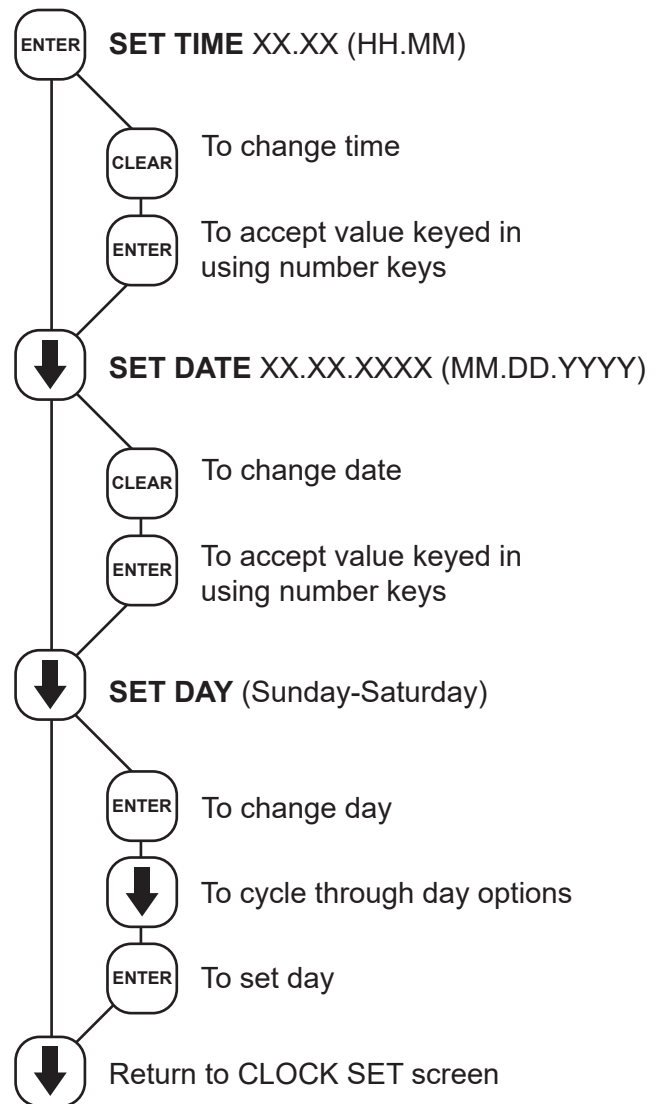 ENTER SET TIME XX.XX (HH.MM)
CLEAR To change time
ENTER To accept value keyed in
using number keys
SET DATE XX.XX.XXXX (MM.DD.YYYY)
CLEAR To change date
ENTER To accept value keyed in
using number keys
SET DAY (Sunday-Saturday)
ENTER To change day
To cycle through day options
ENTER To set day
Return to CLOCK SET screen